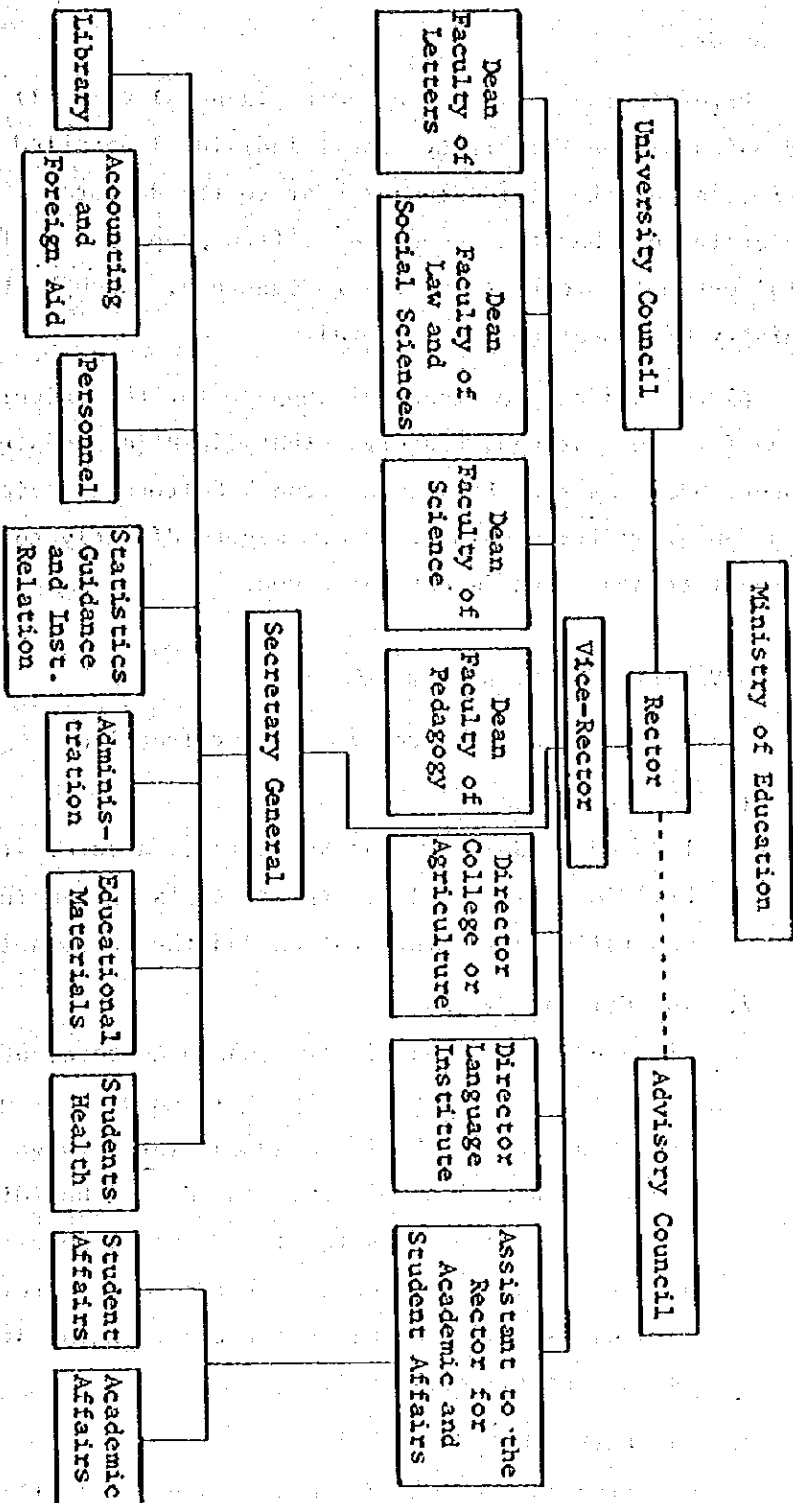 Ministry of Education
University Council
Rector
Advisory Council
Vice-Rector
Dean
Faculty of
Letters
Dean
Faculty of
Law and
Social Sciences
Dean
Faculty of
Science
Dean
Faculty of
Pedagogy
Director
College or
Agriculture
Director
Language
Institute
Assistant to the
Rector for
Academic and
Student Affairs
Secretary General
Library
Accounting
and
Foreign Aid
Personnel
Statistics
Guidance
and Inst.
Relation
Adminis-
tration
Educational
Materials
Students
Health
Student
Affairs
Academic
Affairs